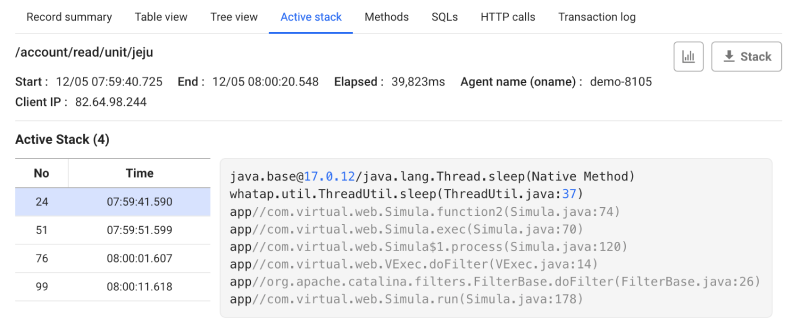 Record summary Table view Tree view Active stack Methods SQLs HTTP calls Transaction log
/account/read/unit/jeju
Stack
Start : 12/05 07:59:40.725 End : 12/05 08:00:20.548 Elapsed : 39,823ms Agent name (oname) : demo-8105
Client IP : 82.64.98.244
Active Stack (4)
No Time
24 07:59:41.590
51 07:59:51.599
76 08:00:01.607
99 08:00:11.618
java.base@17.0.12/java.lang.Thread.sleep(Native Method)
whatap.util.ThreadUtil.sleep(ThreadUtil.java:37)
app//com.virtual.web.Simula.function2(Simula.java:74)
app//com.virtual.web.Simula.exec(Simula.java:70)
app//com.virtual.web.Simula$1.process(Simula.java:120)
app//com.virtual.web.VExec.doFilter(VExec.java:14)
app//org.apache.catalina.filters.FilterBase.doFilter(FilterBase.java:26)
app//com.virtual.web.Simula.run(Simula.java:178)